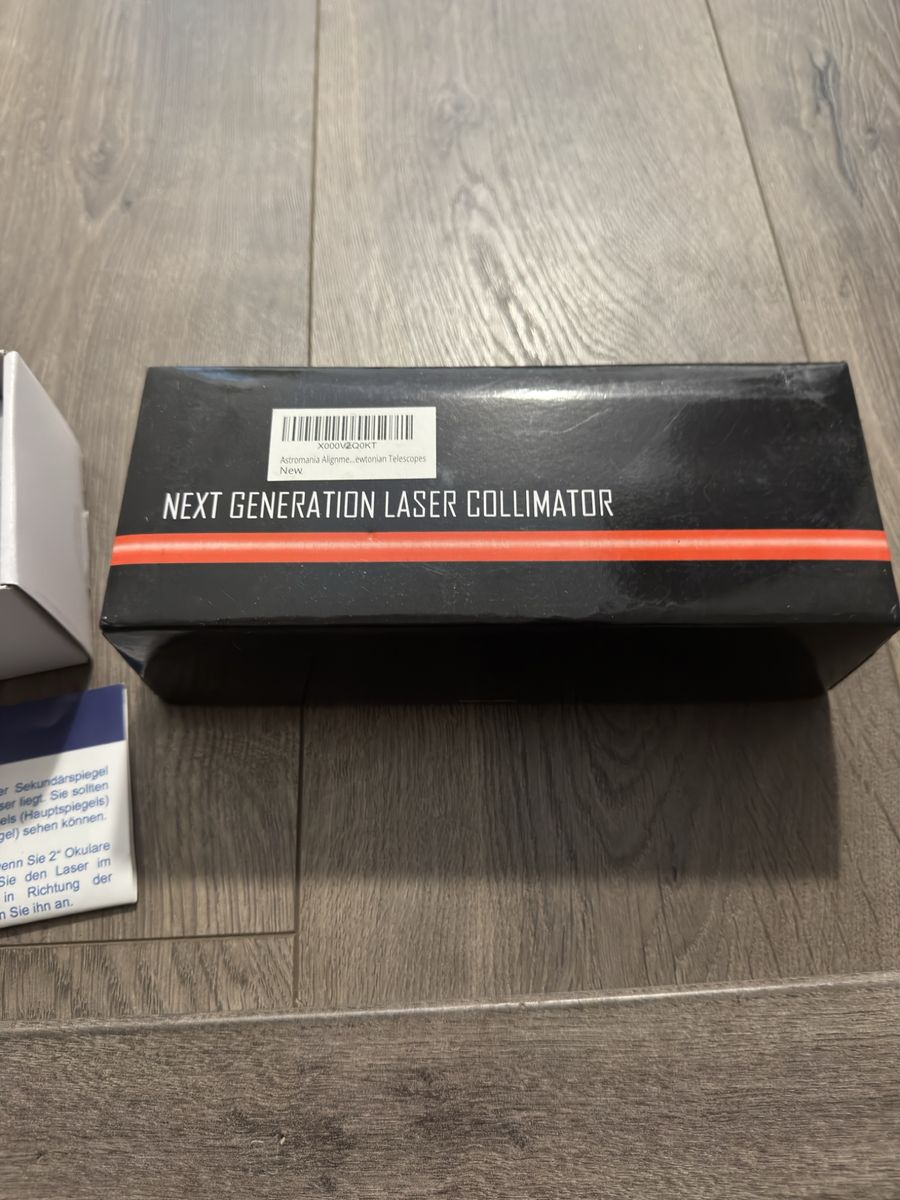 X000VZQ0KT
Astromania Alignme...ewtonian Telescopes
New
NEXT GENERATION LASER COLLIMATOR
er Sekundärspiegel
ser liegt. Sie sollten
els (Hauptspiegels)
gel) sehen können.
enn Sie 2" Okulare
Sie den Laser im
in Richtung der
n Sie ihn an.